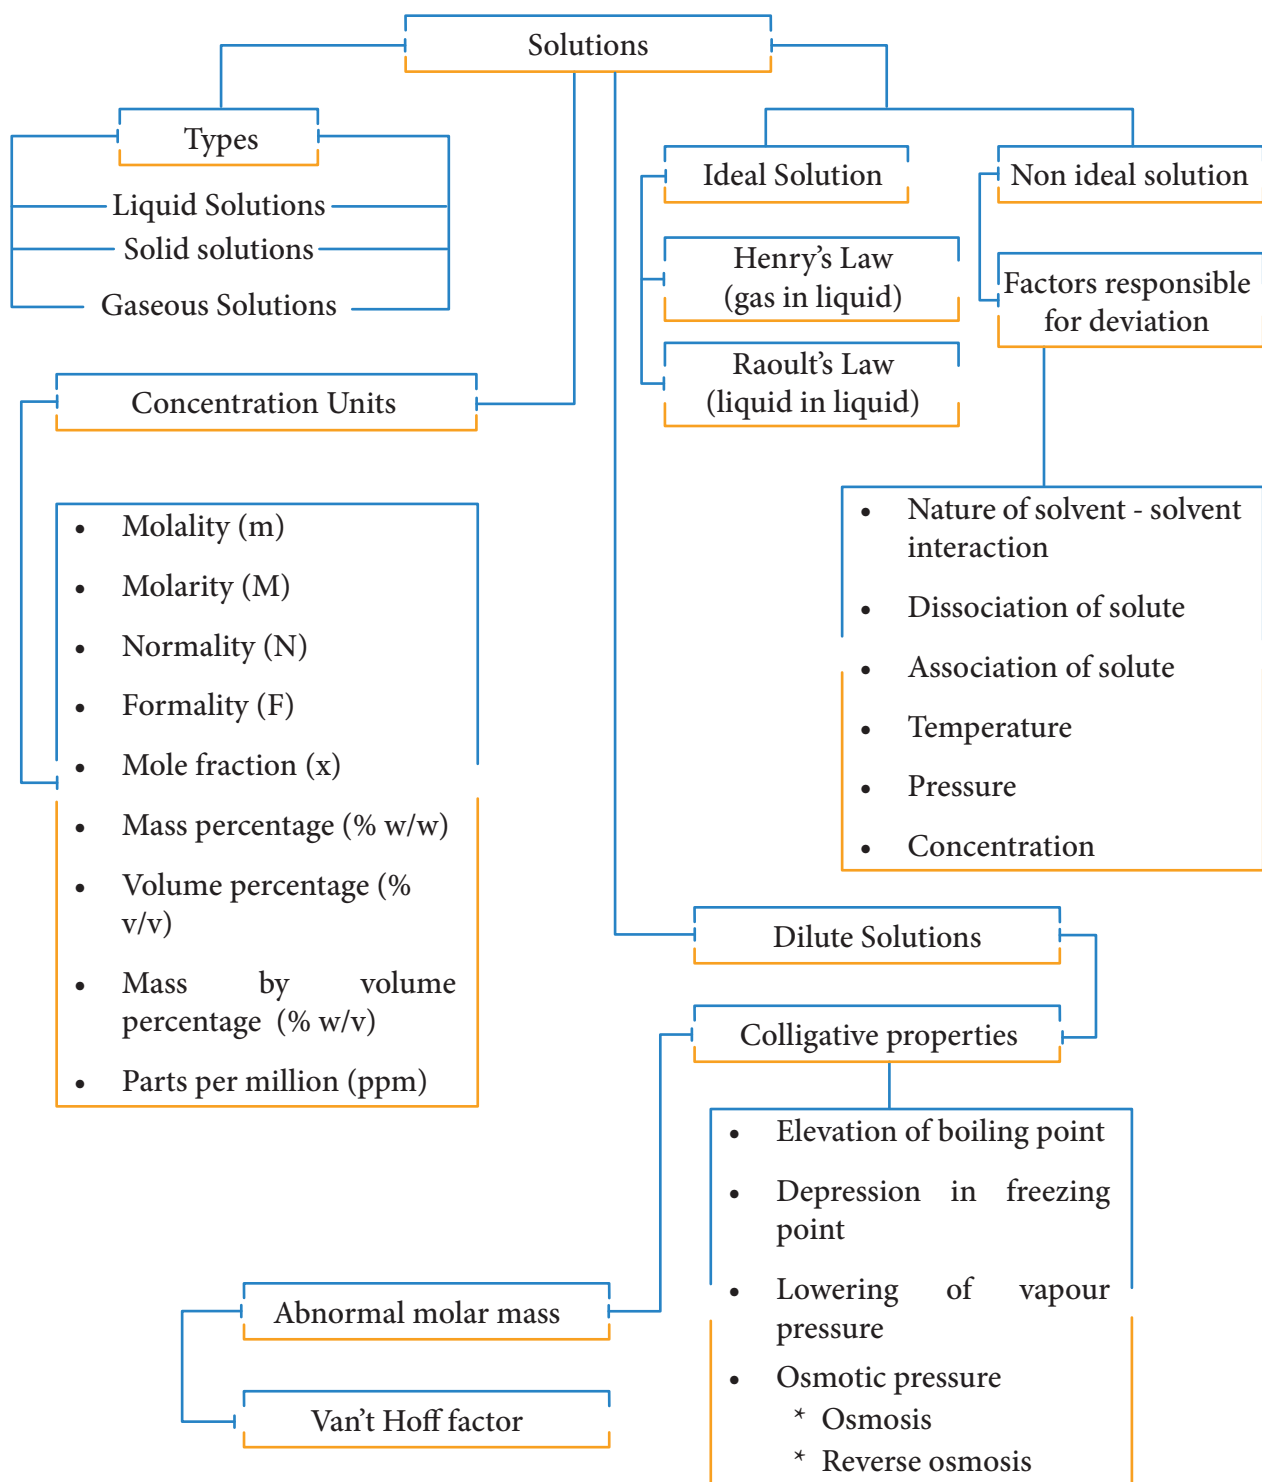 Solutions
Types
Liquid Solutions
Solid solutions
Gaseous Solutions
Ideal Solution
Henry’s Law
(gas in liquid)
Raoult’s Law
(liquid in liquid)
Non ideal solution
Factors responsible
for deviation
• Nature of solvent - solvent
interaction
• Dissociation of solute
• Association of solute
• Temperature
• Pressure
• Concentration
Concentration Units
• Molality (m)
• Molarity (M)
• Normality (N)
• Formality (F)
• Mole fraction (x)
• Mass percentage (% w/w)
• Volume percentage (%
v/v)
• Mass by volume
percentage (% w/v)
• Parts per million (ppm)
Dilute Solutions
Colligative properties
• Elevation of boiling point
• Depression in freezing
point
• Lowering of vapour
pressure
• Osmotic pressure
* Osmosis
* Reverse osmosis
Abnormal molar mass
Van’t Hoff factor